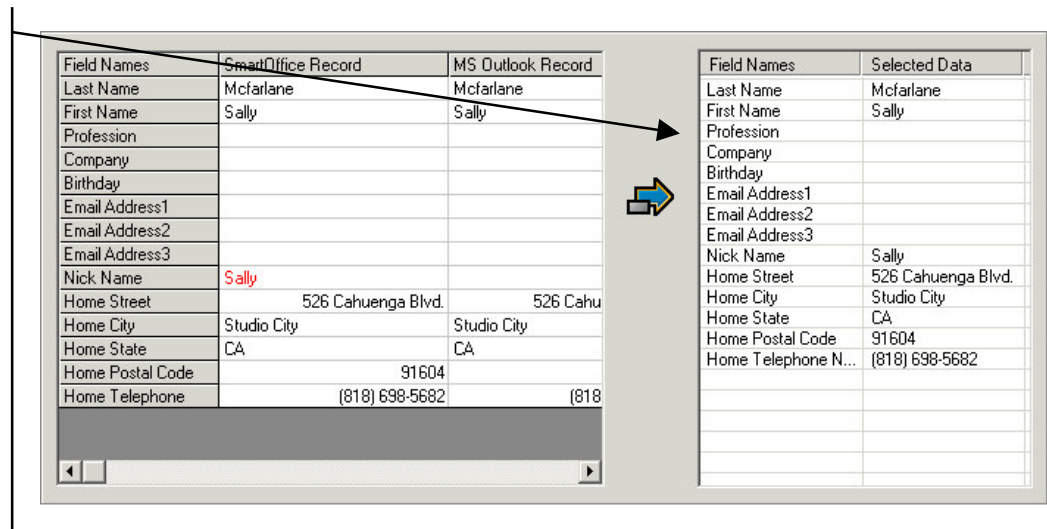 Field Names SmartOffice Record MS Outlook Record
Last Name Mcfarlane Mcfarlane
First Name Sally Sally
Profession
Company
Birthday
Email Address1
Email Address2
Email Address3
Nick Name Sally
Home Street 526 Cahuenga Blvd. 526 Cahu
Home City Studio City Studio City
Home State CA CA
Home Postal Code 91604
Home Telephone (818) 698-5682 (818
Field Names Selected Data
Last Name Mcfarlane
First Name Sally
Profession
Company
Birthday
Email Address1
Email Address2
Email Address3
Nick Name Sally
Home Street 526 Cahuenga Blvd.
Home City Studio City
Home State CA
Home Postal Code 91604
Home Telephone N... (818) 698-5682